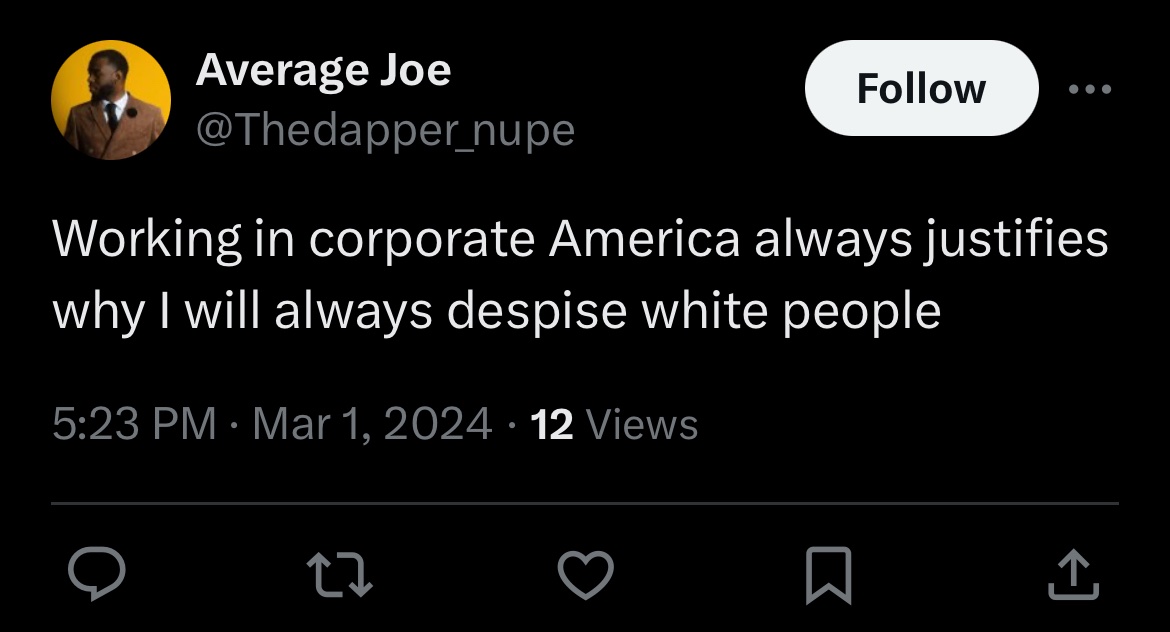 Average Joe
Follow
@Thedapper_nupe
Working in corporate America always justifies
why I will always despise white people
5:23 PM · Mar 1, 2024 · 12 Views